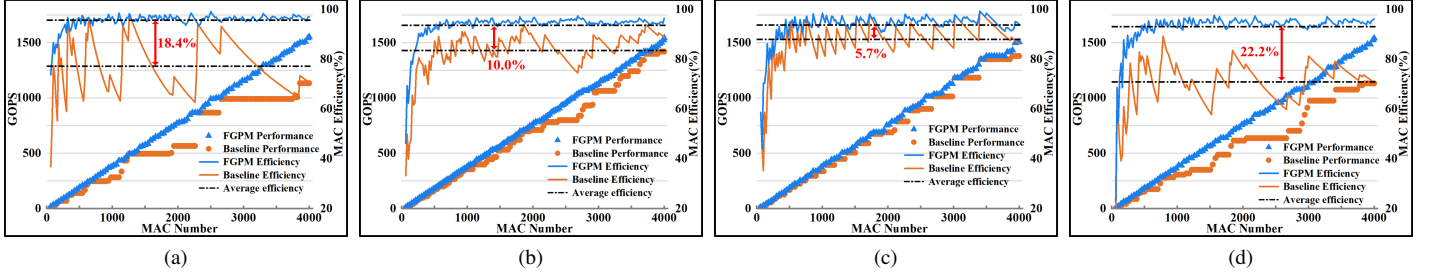 100
1500
80
18.4%
1000
60
500
40
0
20
0
1000
2000
3000
4000
GOPS
MAC Efficiency(%)
MAC Number
FGPM Performance
Baseline Performance
FGPM Efficiency
Baseline Efficiency
Average efficiency
(a)
100
1500
80
10.0%
1000
60
500
40
0
20
0
1000
2000
3000
4000
GOPS
MAC Efficiency(%)
MAC Number
FGPM Performance
Baseline Performance
FGPM Efficiency
Baseline Efficiency
Average efficiency
(b)
100
1500
80
5.7%
1000
60
500
40
0
20
0
1000
2000
3000
4000
GOPS
MAC Efficiency(%)
MAC Number
FGPM Performance
Baseline Performance
FGPM Efficiency
Baseline Efficiency
Average efficiency
(c)
100
1500
80
22.2%
1000
60
500
40
0
20
0
1000
2000
3000
4000
GOPS
MAC Efficiency(%)
MAC Number
FGPM Performance
Baseline Performance
FGPM Efficiency
Baseline Efficiency
Average efficiency
(d)